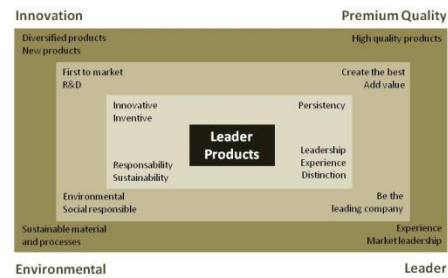 Innovation
Premium Quality
Diversified products
New products
High quality products
First to market
R&D
Create the best
Add value
Innovative
Inventive
Persistency
Leader
Products
Responsability
Sustainability
Leadership
Experience
Distinction
Environmental
Social responsible
Be the
leading company
Sustainable material
and processes
Experience
Market leadership
Environmental
Leader